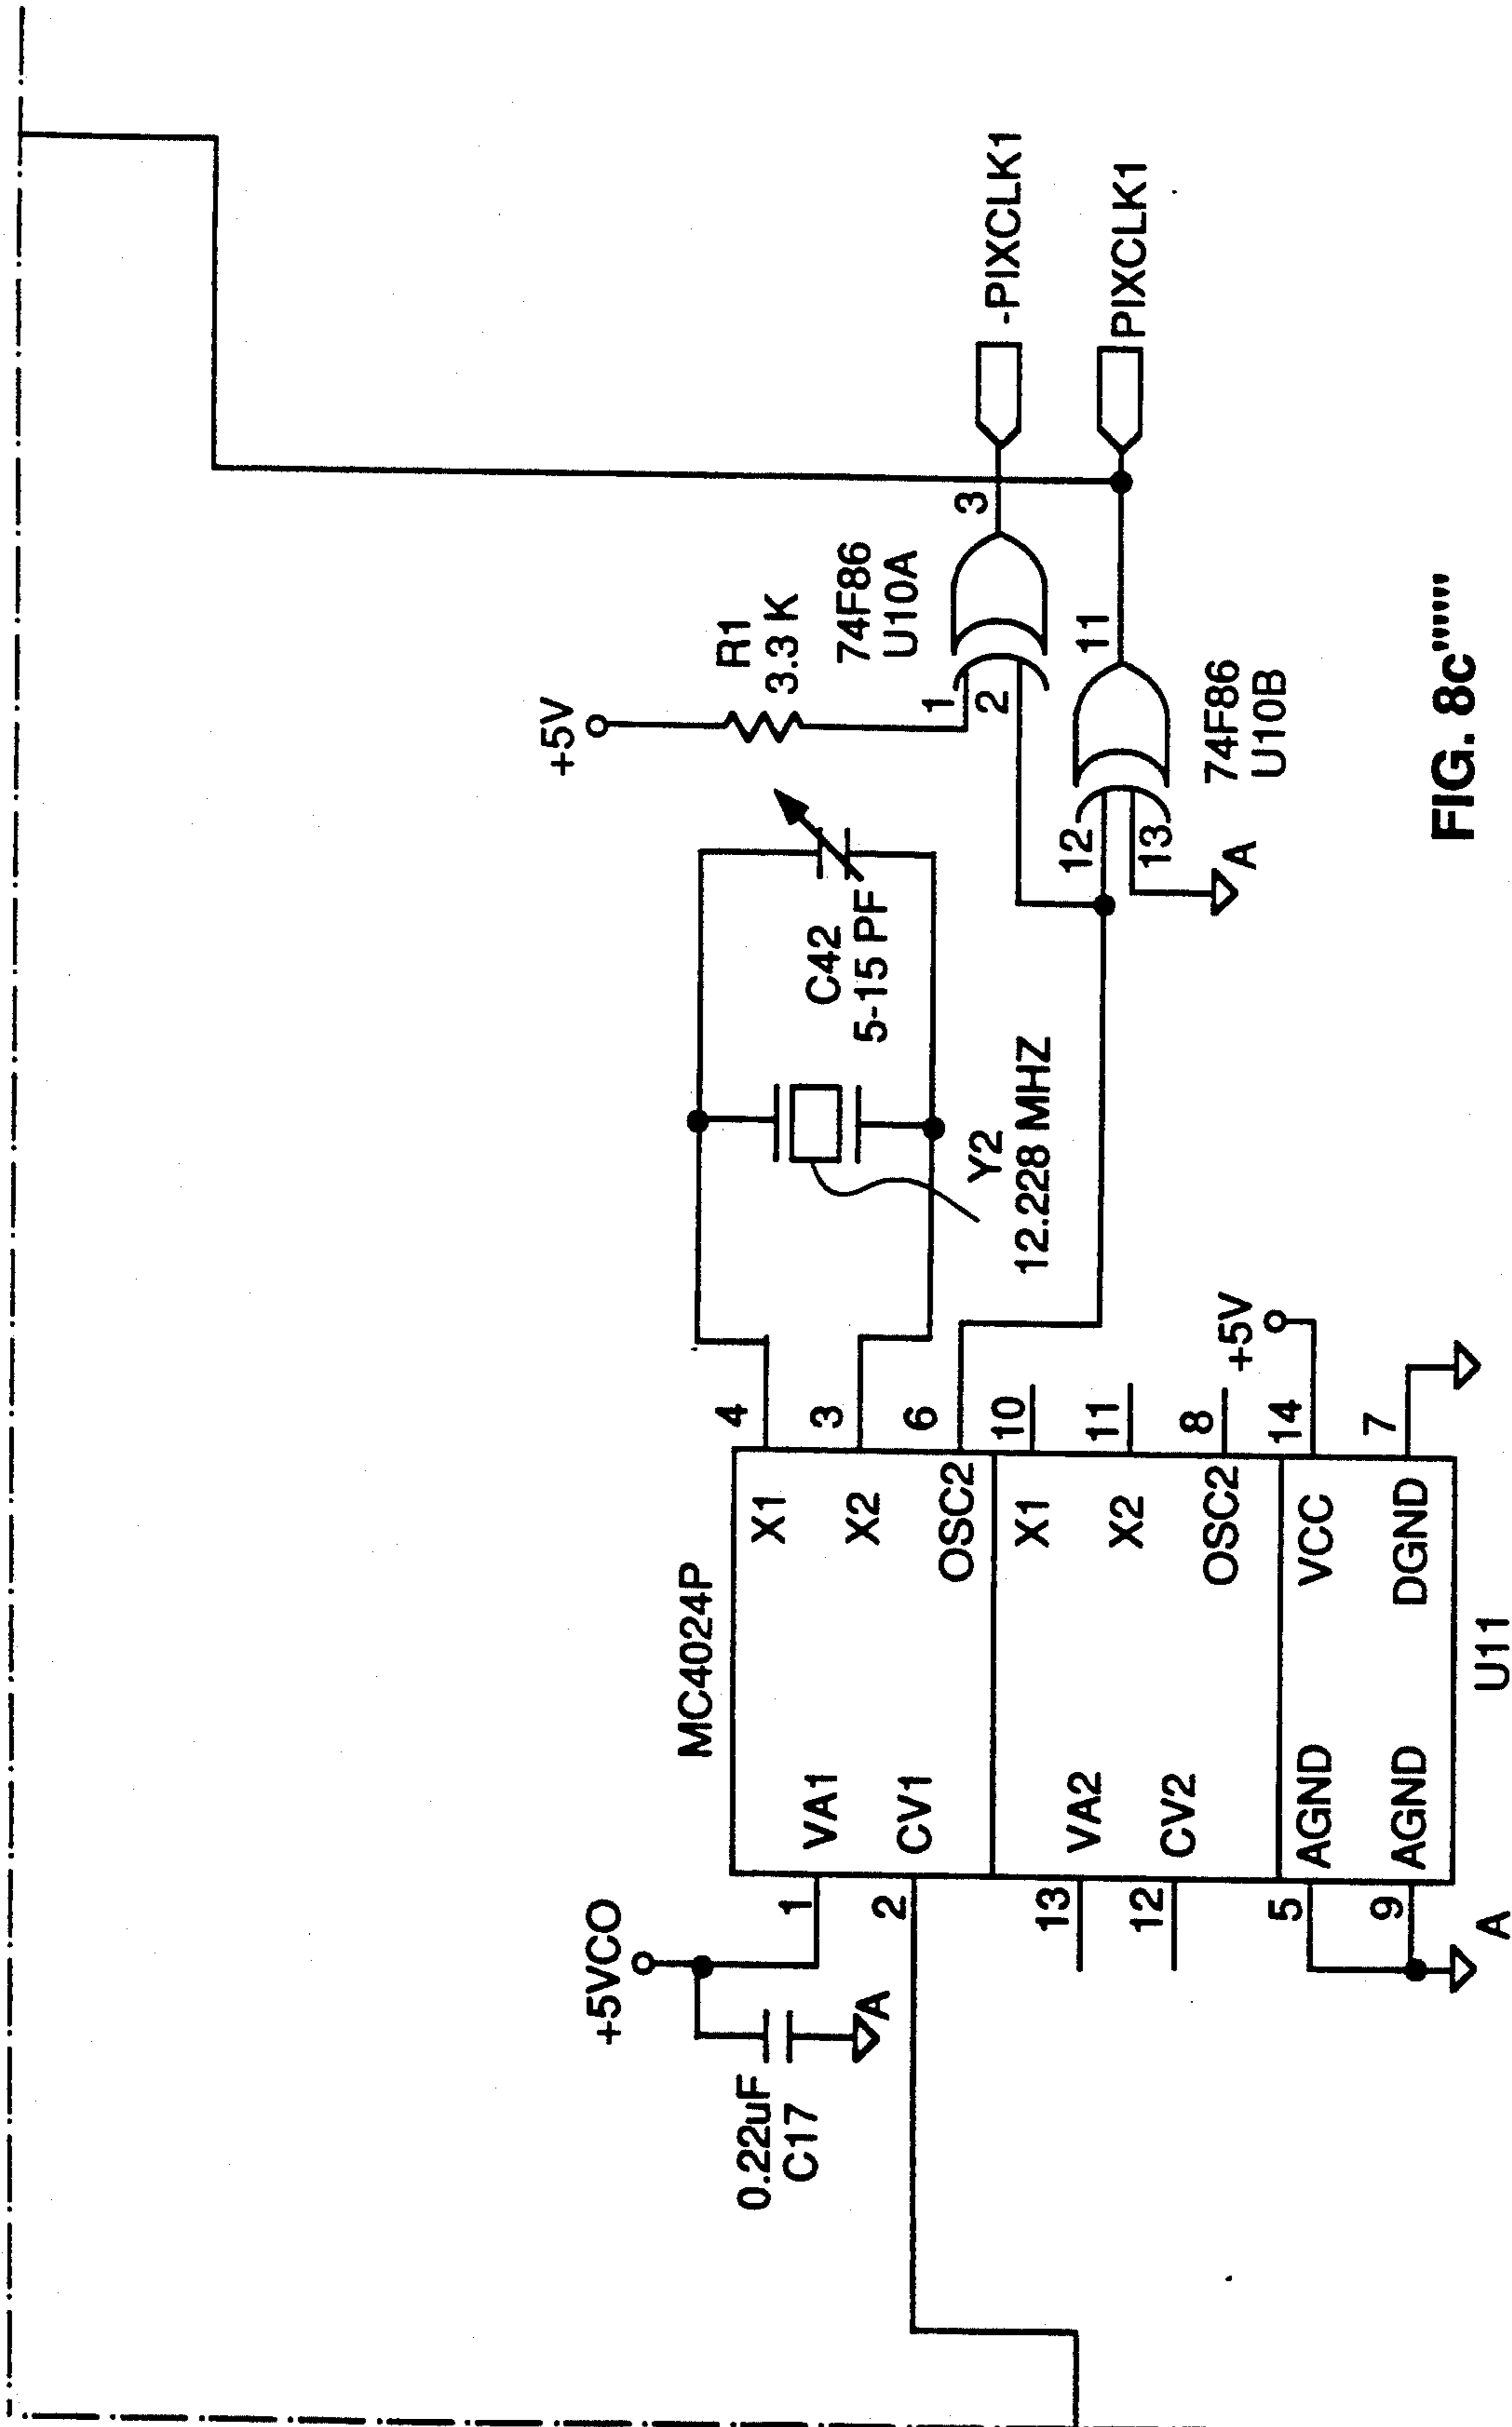 +5VCO
0.22uF
C17
A
1
2
13
12
5
9
A
MC4024P
VA1
CV1
VA2
CV2
AGND
AGND
X1
X2
OSC2
X1
X2
OSC2
VCC
DGND
U11
4
3
6
10
11
8
14
7
+5V
Y2
12.228 MHZ
C42
5-15 PF
+5V
R1
3.3 K
1
2
3
74F86
U10A
12
13
11
A
74F86
U10B
-PIXCLK1
PIXCLK1
FIG. 8c""""